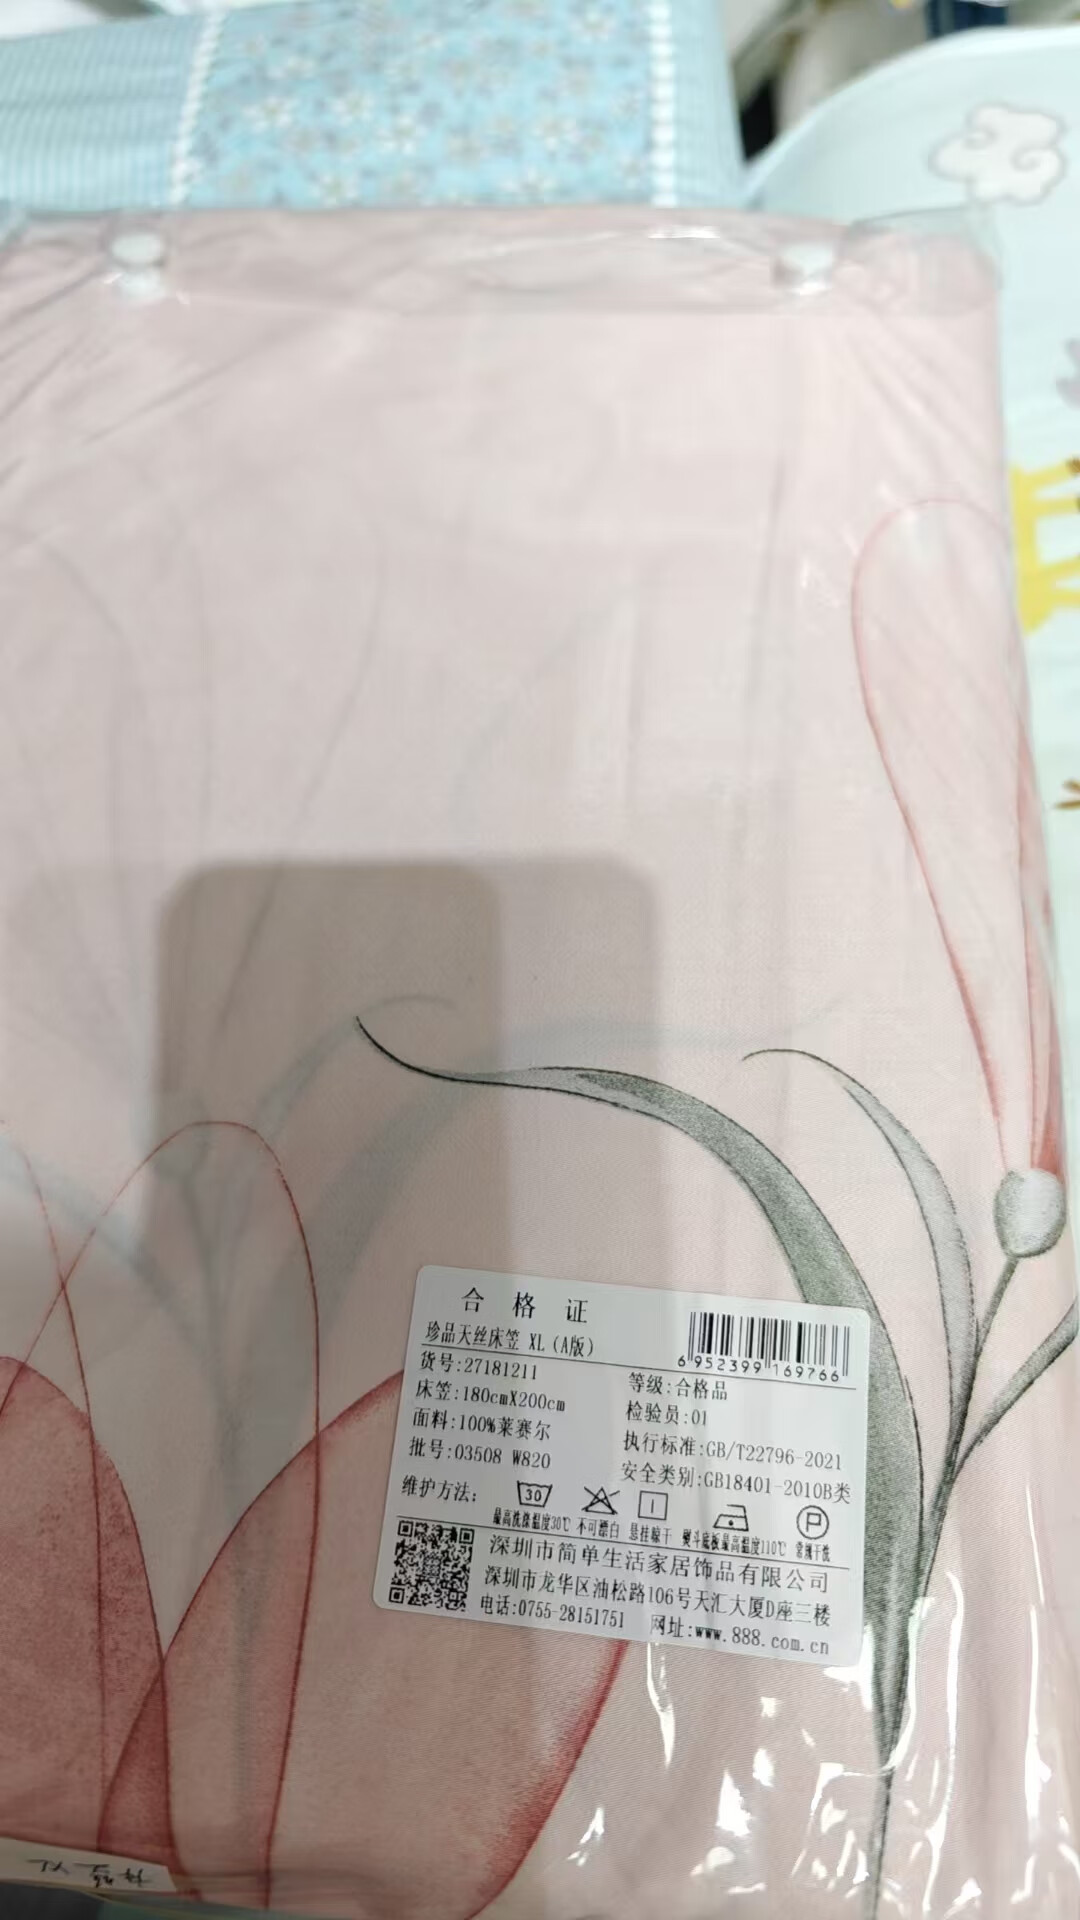 合格证
珍品天丝床笠 XL(A版)
6 952399 169766
货号:27181211
等级:合格品
床笠:180cmX200cm
检验员:01
面料:100%莱赛尔
执行标准:GB/T22796-2021
批号:03508 W820
安全类别:GB18401-2010B类
维护方法:
30
P
最高洗涤温度30℃ 不可漂白 悬挂晾干 熨斗底板最高温度110℃ 常规干洗
深圳市简单生活家居饰品有限公司
深圳市龙华区油松路106号天汇大厦D座三楼
电话:0755-28151751 网址:www.888.com.cn